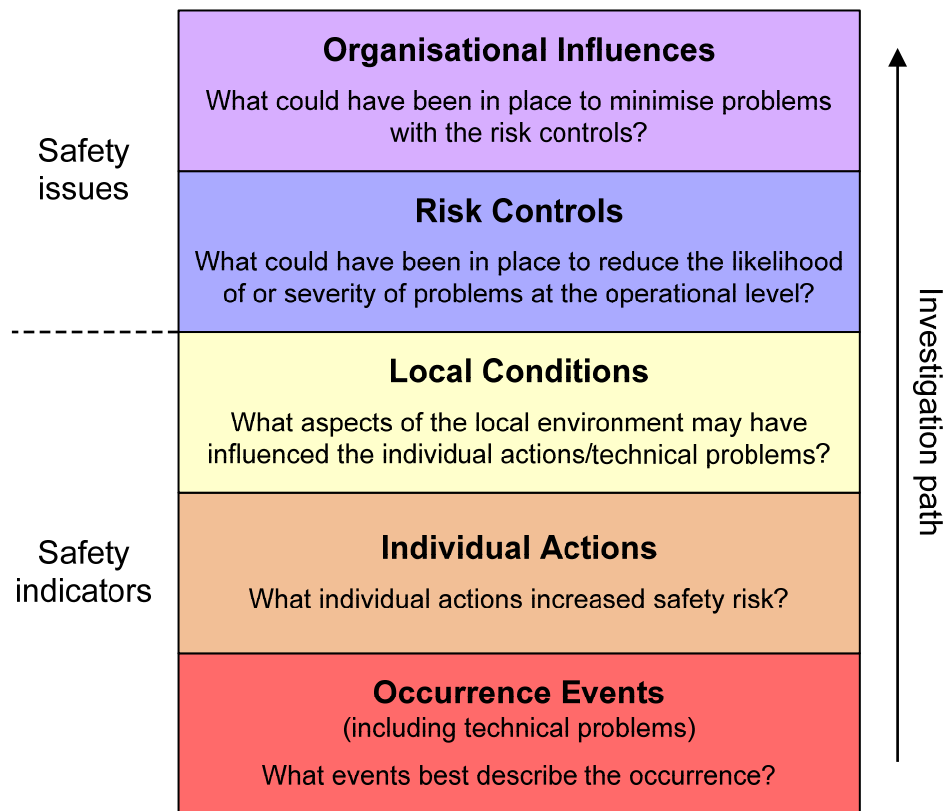 Organisational Influences
What could have been in place to minimise problems
with the risk controls?
Safety
issues
Risk Controls
What could have been in place to reduce the likelihood
of or severity of problems at the operational level?
Local Conditions
What aspects of the local environment may have
influenced the individual actions/technical problems?
Individual Actions
What individual actions increased safety risk?
Safety
indicators
Occurrence Events
(including technical problems)
What events best describe the occurrence?
Investigation path